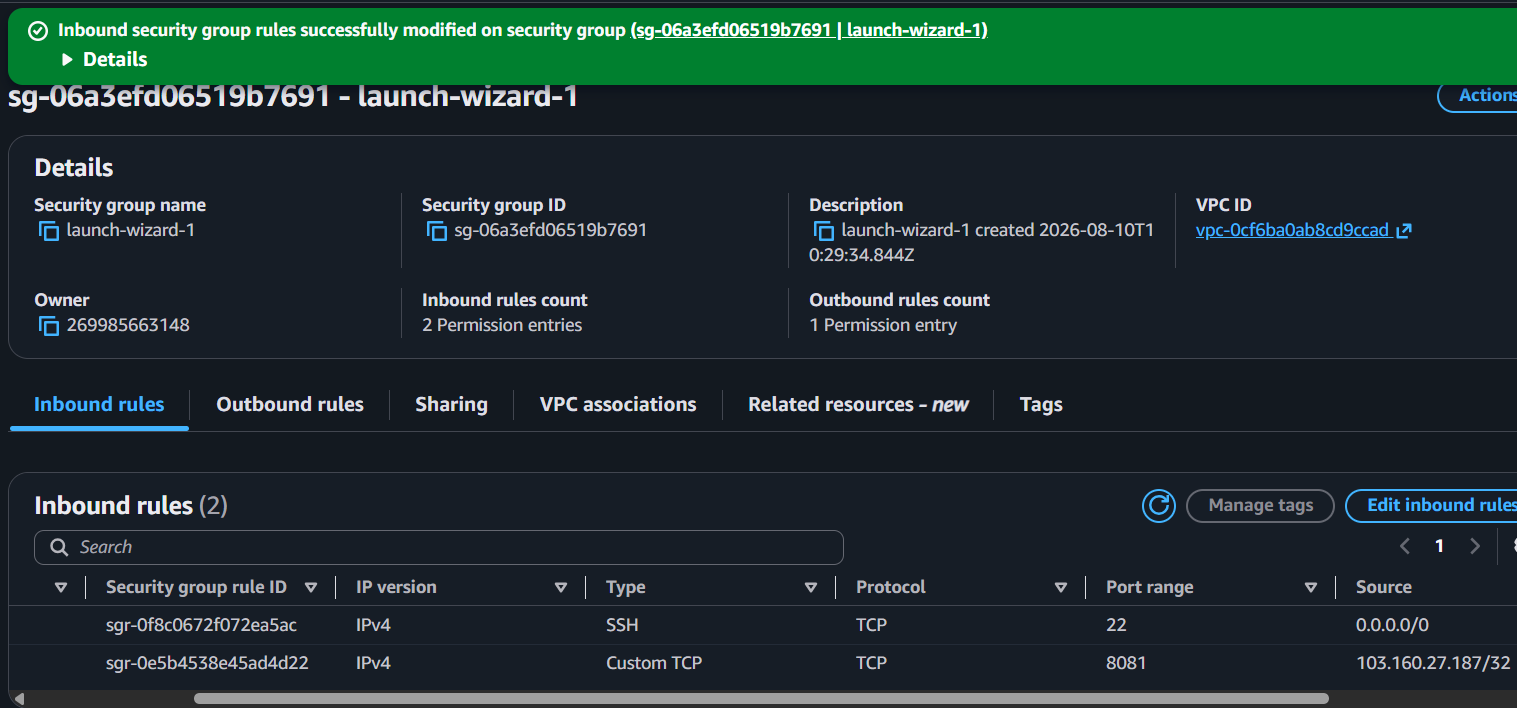 Inbound security group rules successfully modified on security group (sg-06a3efd06519b7691 | launch-wizard-1)
Details
sg-06a3efd06519b7691 - launch-wizard-1
Actions
Details
Security group name
launch-wizard-1
Security group ID
sg-06a3efd06519b7691
Description
launch-wizard-1 created 2026-08-10T1
0:29:34.844Z
VPC ID
vpc-0cf6ba0ab8cd9ccad
Owner
269985663148
Inbound rules count
2 Permission entries
Outbound rules count
1 Permission entry
Inbound rules Outbound rules Sharing VPC associations Related resources - new Tags
Inbound rules (2)
Manage tags Edit inbound rules
Search
1
Security group rule ID IP version Type Protocol Port range Source
sgr-0f8c0672f072ea5ac IPv4 SSH TCP 22 0.0.0.0/0
sgr-0e5b4538e45ad4d22 IPv4 Custom TCP TCP 8081 103.160.27.187/32